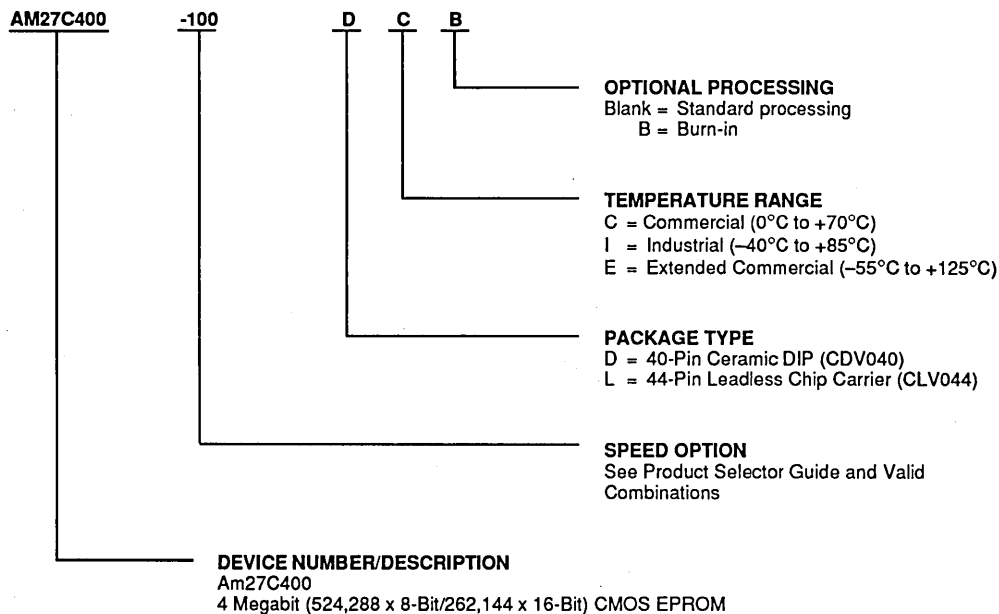 AM27C400 -100 D C B
OPTIONAL PROCESSING
Blank = Standard processing
B = Burn-in
TEMPERATURE RANGE
C = Commercial (0°C to +70°C)
I = Industrial (–40°C to +85°C)
E = Extended Commercial (–55°C to +125°C)
PACKAGE TYPE
D = 40-Pin Ceramic DIP (CDV040)
L = 44-Pin Leadless Chip Carrier (CLV044)
SPEED OPTION
See Product Selector Guide and Valid
Combinations
DEVICE NUMBER/DESCRIPTION
Am27C400
4 Megabit (524,288 x 8-Bit/262,144 x 16-Bit) CMOS EPROM